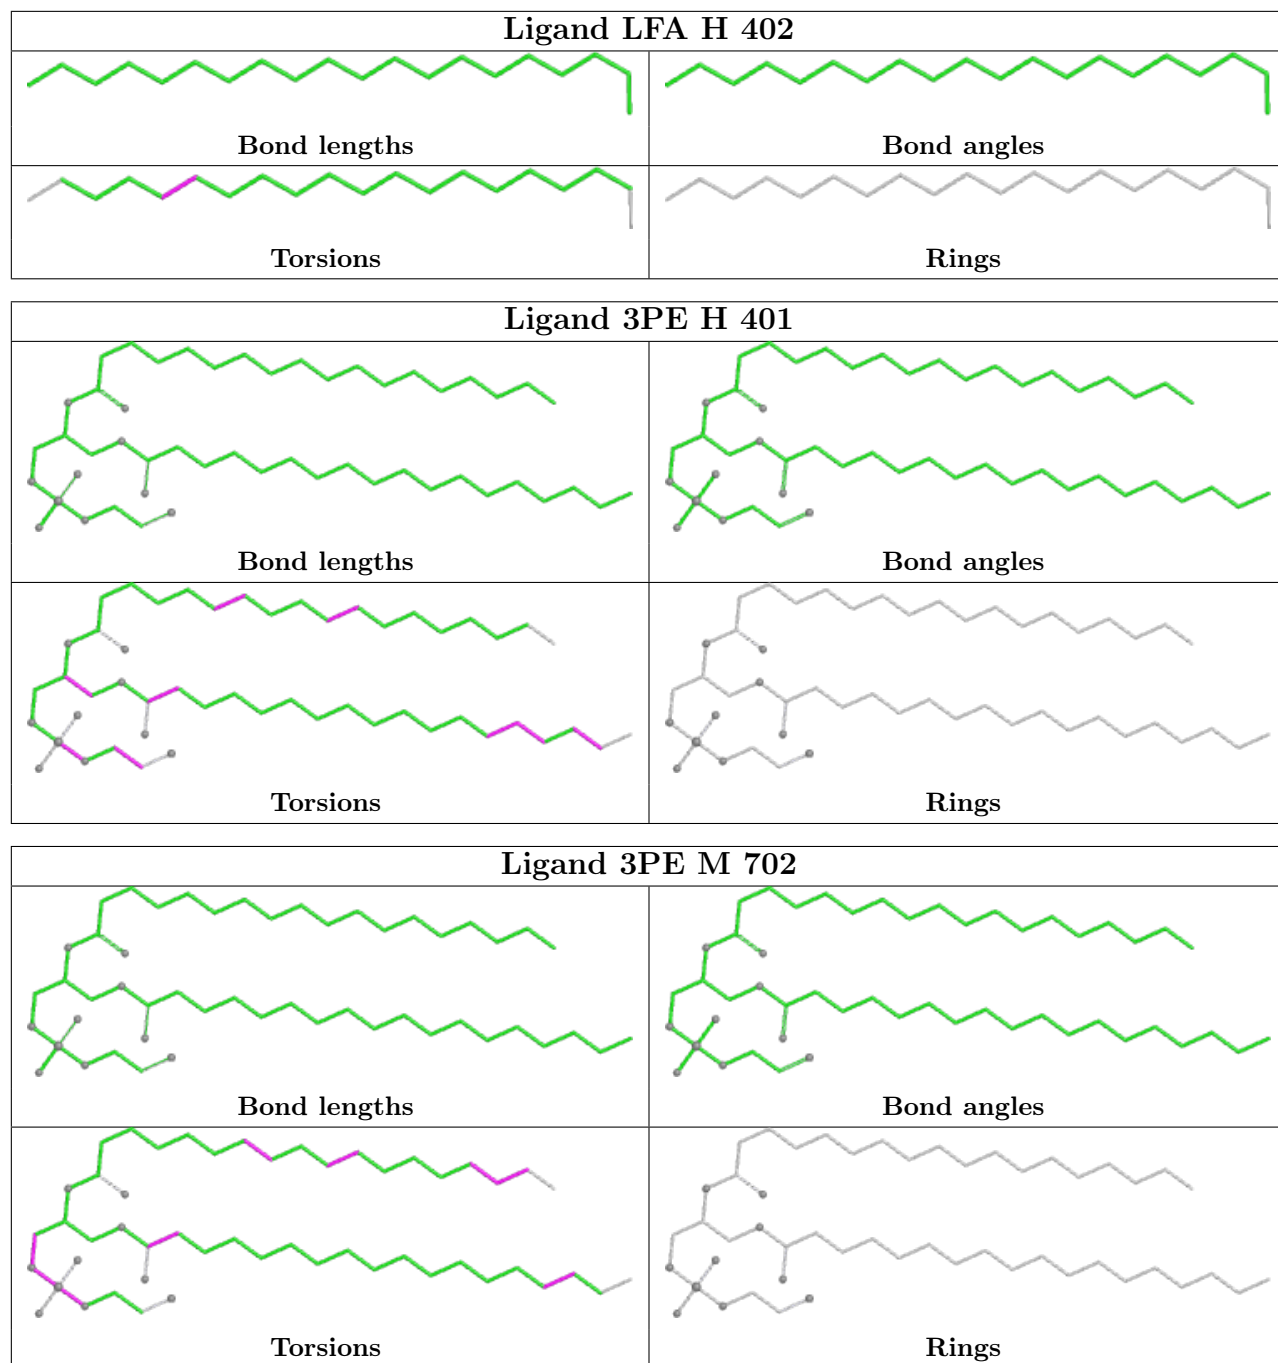 Ligand LFA H 402
Bond lengths Bond angles
Torsions Rings
Ligand 3PE H 401
Bond lengths Bond angles
Torsions Rings
Ligand 3PE M 702
Bond lengths Bond angles
Torsions Rings